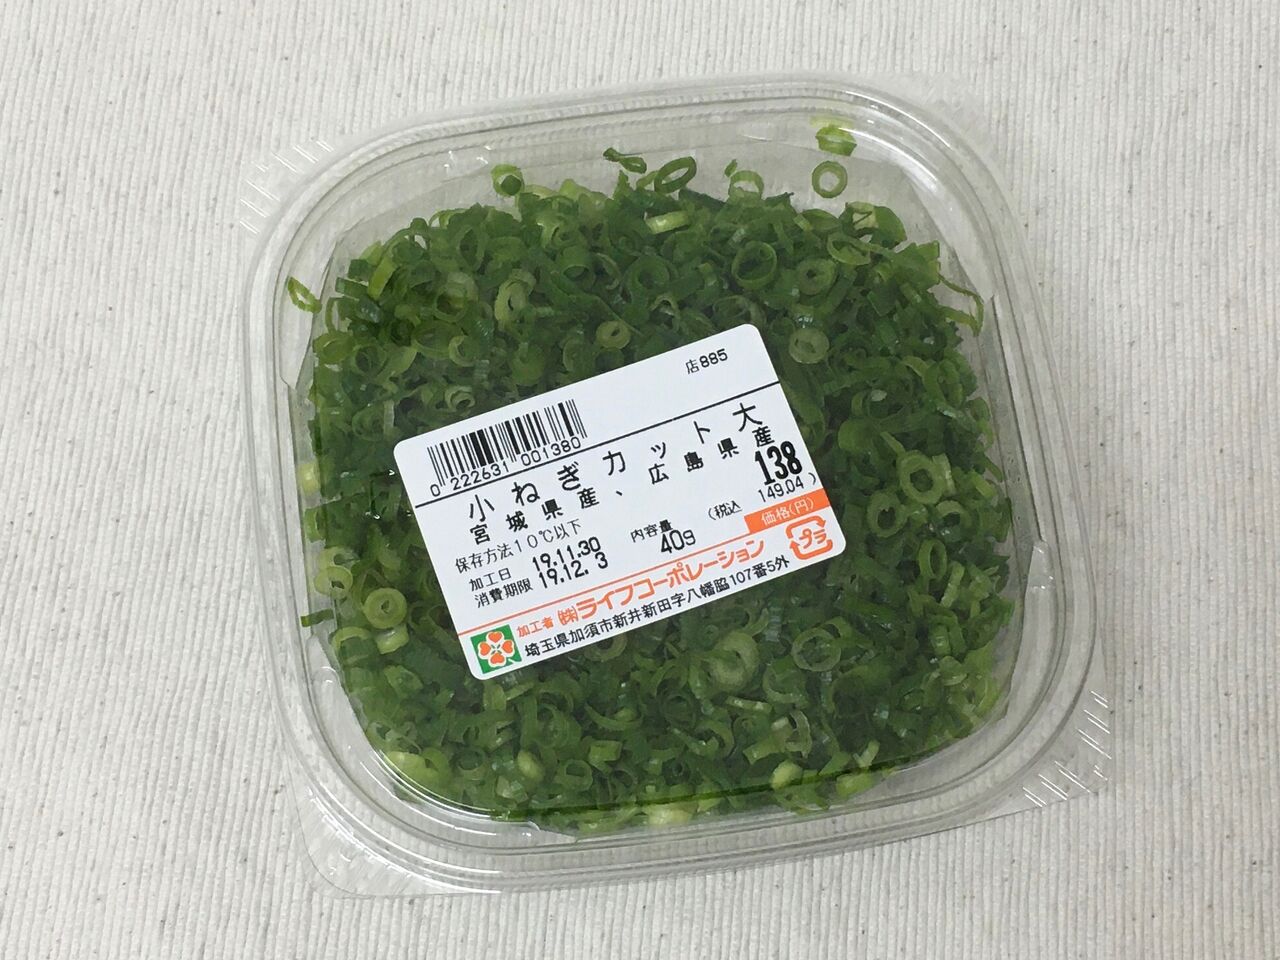 店885
0 222631 001380
小ねぎカット大
宮城県産、広島県産
保存方法10℃以下
138
加工日 19.11.30
内容量
(税込 149.04)
消費期限 19.12. 3
40g
価格(円)
加工者 ㈱ライフコーポレーション
プラ
埼玉県加須市新井新田字八幡脇107番5外